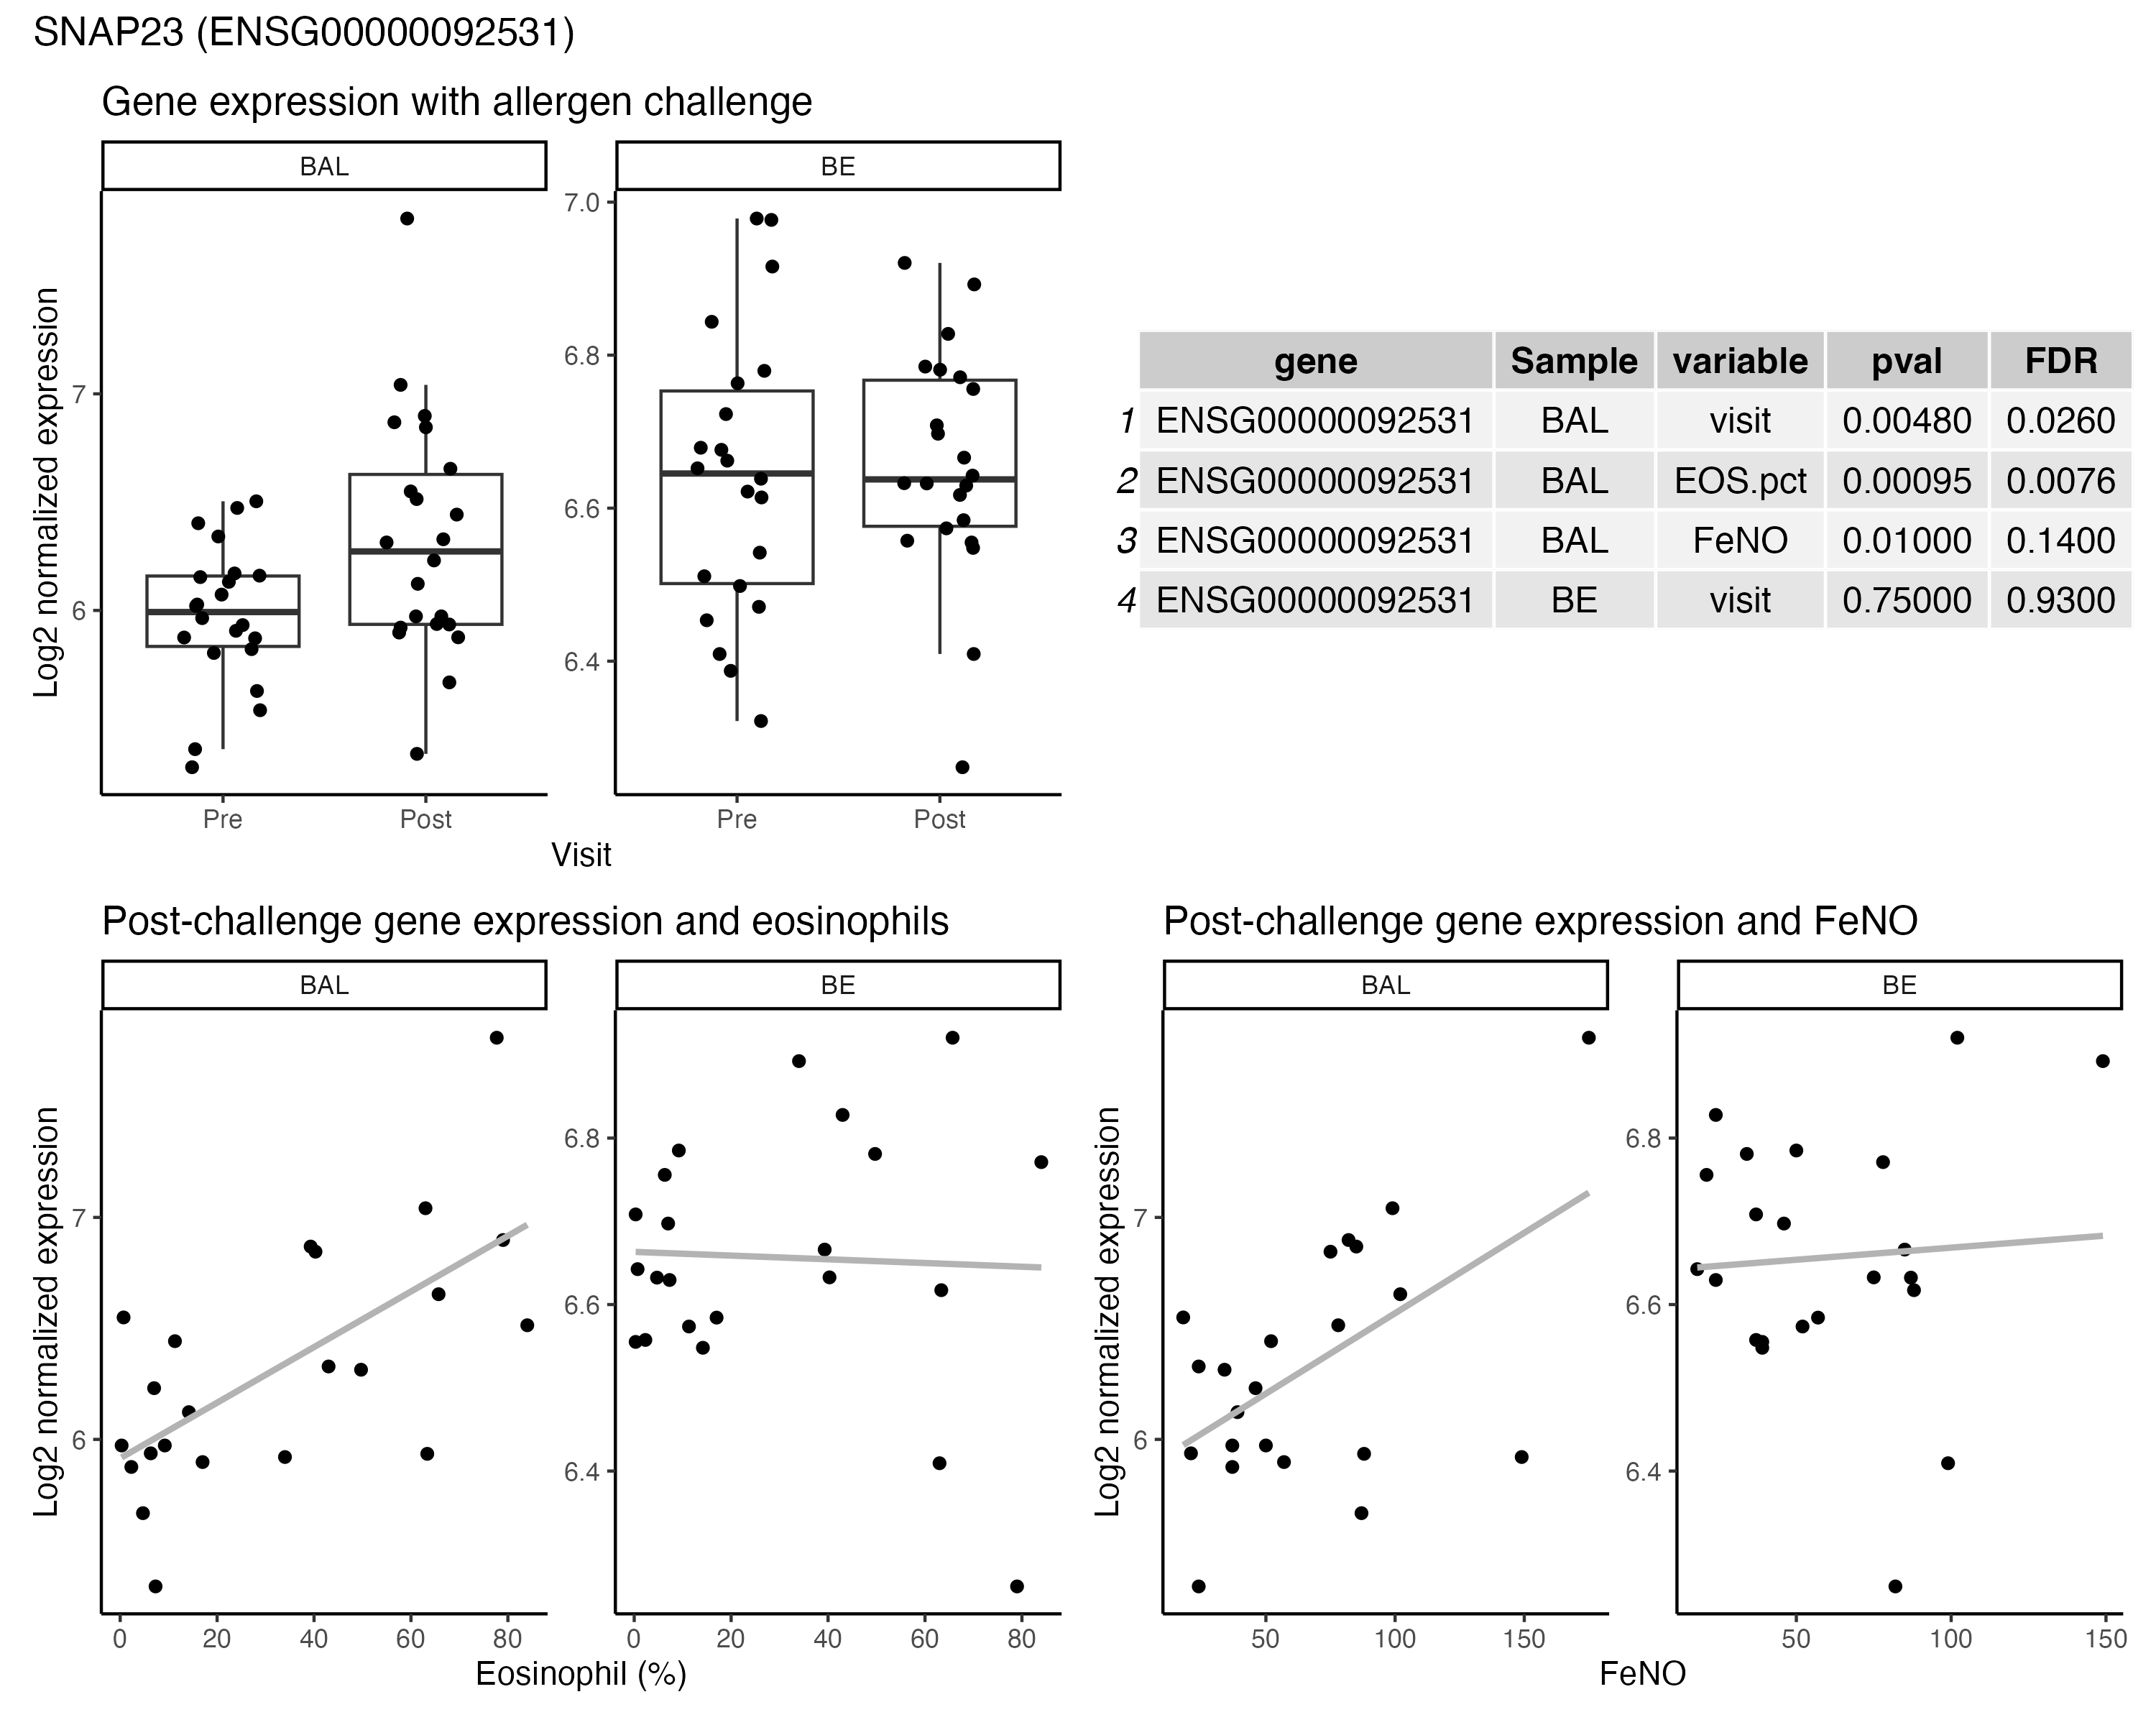 SNAP23 (ENSG00000092531)
Gene expression with allergen challenge
BAL
BE
Log2 normalized expression
7
6
7.0
6.8
6.6
6.4
Pre
Post
Pre
Post
Visit
gene Sample variable pval FDR
1 ENSG00000092531 BAL visit 0.00480 0.0260
2 ENSG00000092531 BAL EOS.pct 0.00095 0.0076
3 ENSG00000092531 BAL FeNO 0.01000 0.1400
4 ENSG00000092531 BE visit 0.75000 0.9300
Post-challenge gene expression and eosinophils
BAL
BE
Log2 normalized expression
7
6
6.8
6.6
6.4
0 20 40 60 80
0 20 40 60 80
Eosinophil (%)
Post-challenge gene expression and FeNO
BAL
BE
Log2 normalized expression
7
6
6.8
6.6
6.4
50 100 150
50 100 150
FeNO